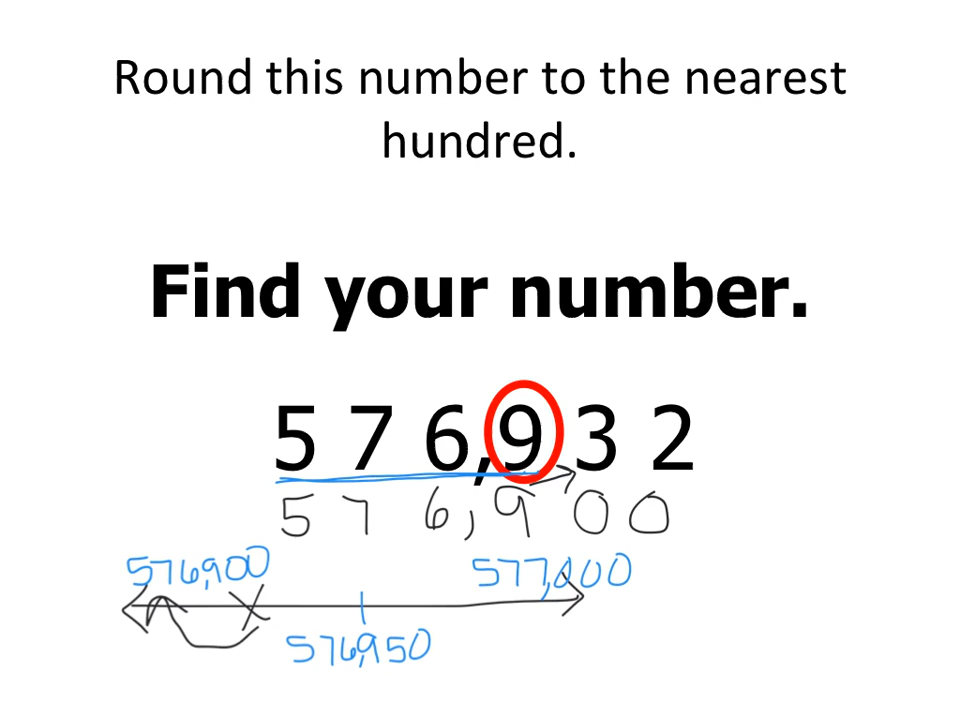 Round this number to the nearest
hundred.
Find your number.
5 7 6,9 3 2
5 7 6,9 0 0
576,900 577,000
576,950